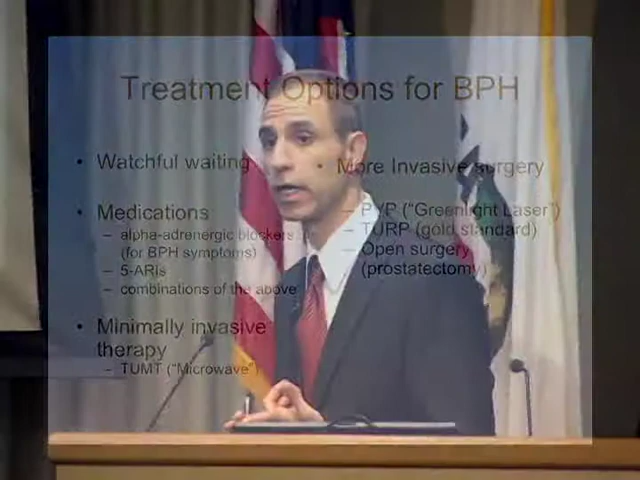 Treatment Options for BPH
• Watchful waiting
• Medications
– alpha-adrenergic blockers
(for BPH symptoms)
– 5-ARIs
– combinations of the above
• Minimally invasive
therapy
– TUMT ("Microwave")
• More Invasive surgery
– PVP ("Greenlight Laser")
– TURP (gold standard)
– Open surgery
(prostatectomy)